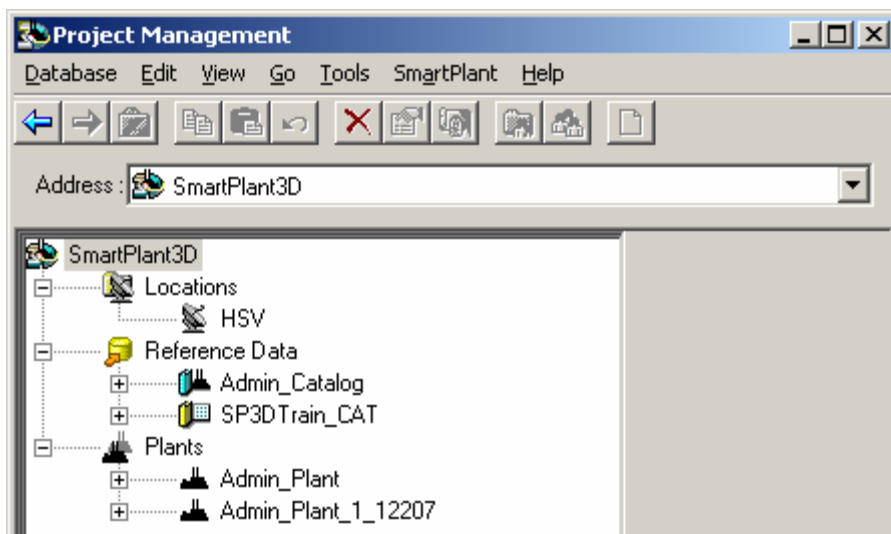 Project Management
Database Edit View Go Tools SmartPlant Help
Address : SmartPlant3D
SmartPlant3D
Locations
HSV
Reference Data
Admin_Catalog
SP3DTrain_CAT
Plants
Admin_Plant
Admin_Plant_1_12207